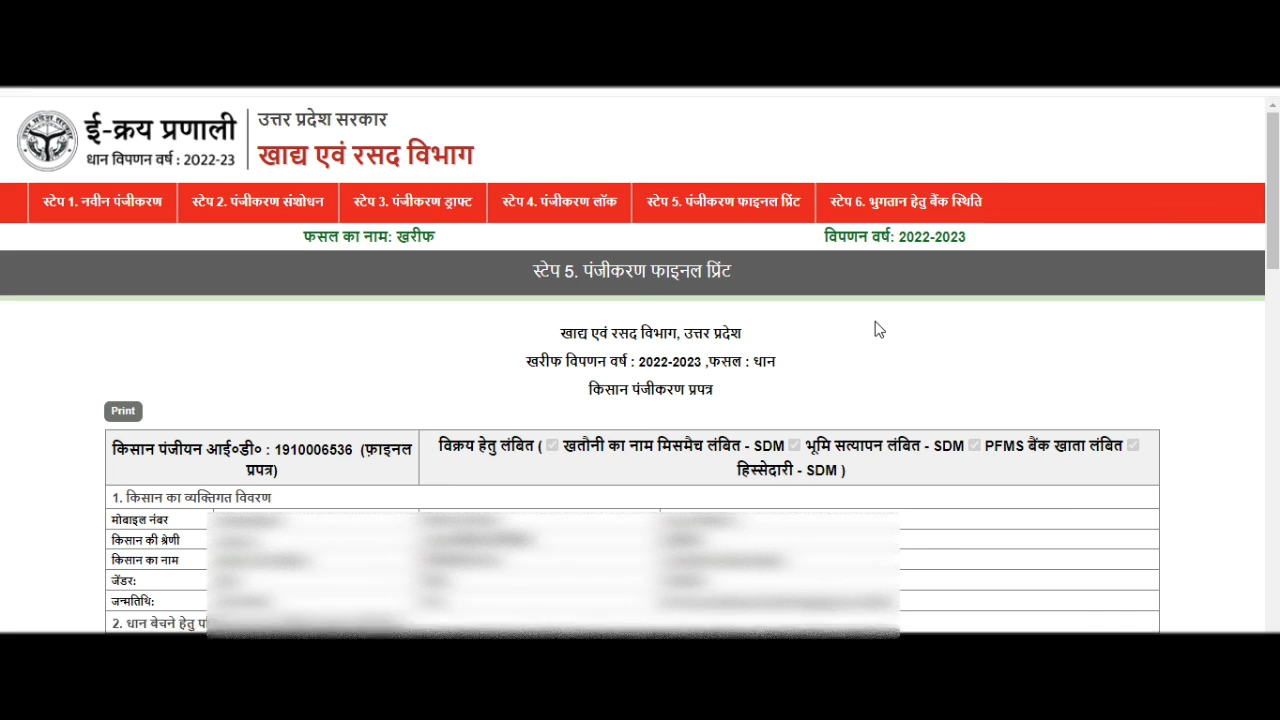 ई-क्रय प्रणाली
धान विपणन वर्ष : 2022-23
उत्तर प्रदेश सरकार
खाद्य एवं रसद विभाग
स्टेप 1. नवीन पंजीकरण
स्टेप 2. पंजीकरण संशोधन
स्टेप 3. पंजीकरण ड्राफ्ट
स्टेप 4. पंजीकरण लॉक
स्टेप 5. पंजीकरण फाइनल प्रिंट
स्टेप 6. भुगतान हेतु बैंक स्थिति
फसल का नाम: खरीफ
विपणन वर्ष: 2022-2023
स्टेप 5. पंजीकरण फाइनल प्रिंट
खाद्य एवं रसद विभाग, उत्तर प्रदेश
खरीफ विपणन वर्ष : 2022-2023 ,फसल : धान
किसान पंजीकरण प्रपत्र
Print
किसान पंजीयन आई०डी० : 1910006536 (फ़ाइनल
प्रपत्र)
विक्रय हेतु लंबित ( खतौनी का नाम मिसमैच लंबित - SDM भूमि सत्यापन लंबित - SDM PFMS बैंक खाता लंबित
हिस्सेदारी - SDM )
1. किसान का व्यक्तिगत विवरण
मोबाइल नंबर
किसान की श्रेणी
किसान का नाम
जेंडर:
जन्मतिथि:
2. धान बेचने हेतु